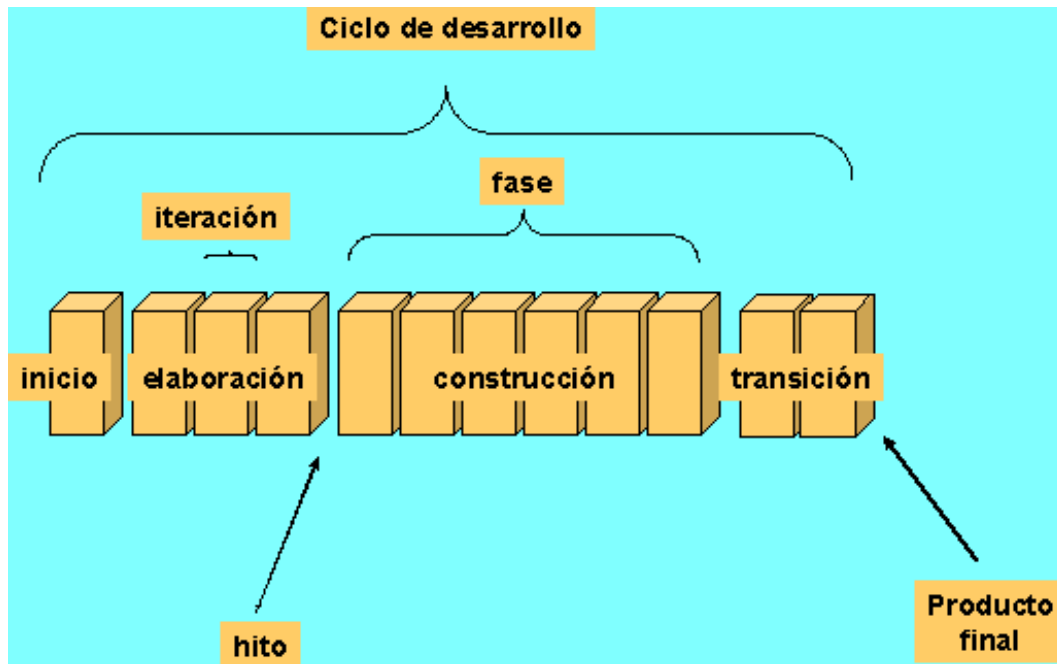 Ciclo de desarrollo
fase
iteración
inicio
elaboración
construcción
transición
hito
Producto
final